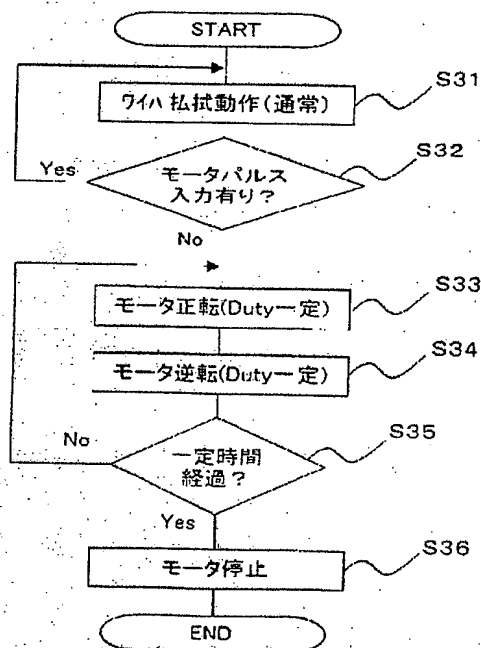 START
ワイハ 払拭動作(通常)
S31
モータパルス
入力有り?
S32
Yes
No
モータ正転(Duty一定)
S33
モータ逆転(Duty一定)
S34
一定時間
経過?
S35
No
Yes
モータ停止
S36
END